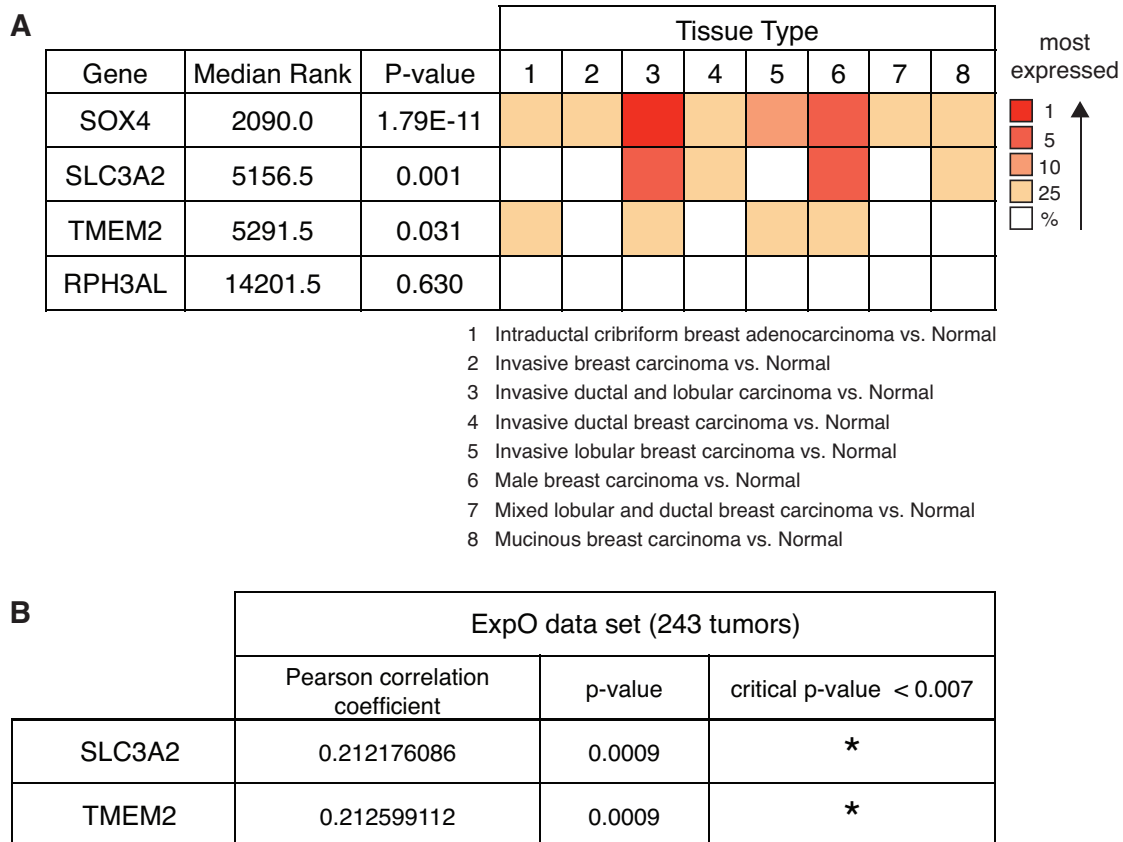 A
Tissue Type
Gene Median Rank P-value 1 2 3 4 5 6 7 8
SOX4 2090.0 1.79E-11
SLC3A2 5156.5 0.001
TMEM2 5291.5 0.031
RPH3AL 14201.5 0.630
most
expressed
1
5
10
25
%
1 Intraductal cribriform breast adenocarcinoma vs. Normal
2 Invasive breast carcinoma vs. Normal
3 Invasive ductal and lobular carcinoma vs. Normal
4 Invasive ductal breast carcinoma vs. Normal
5 Invasive lobular breast carcinoma vs. Normal
6 Male breast carcinoma vs. Normal
7 Mixed lobular and ductal breast carcinoma vs. Normal
8 Mucinous breast carcinoma vs. Normal
B
ExpO data set (243 tumors)
Pearson correlation
coefficient
p-value
critical p-value < 0.007
SLC3A2 0.212176086 0.0009 *
TMEM2 0.212599112 0.0009 *